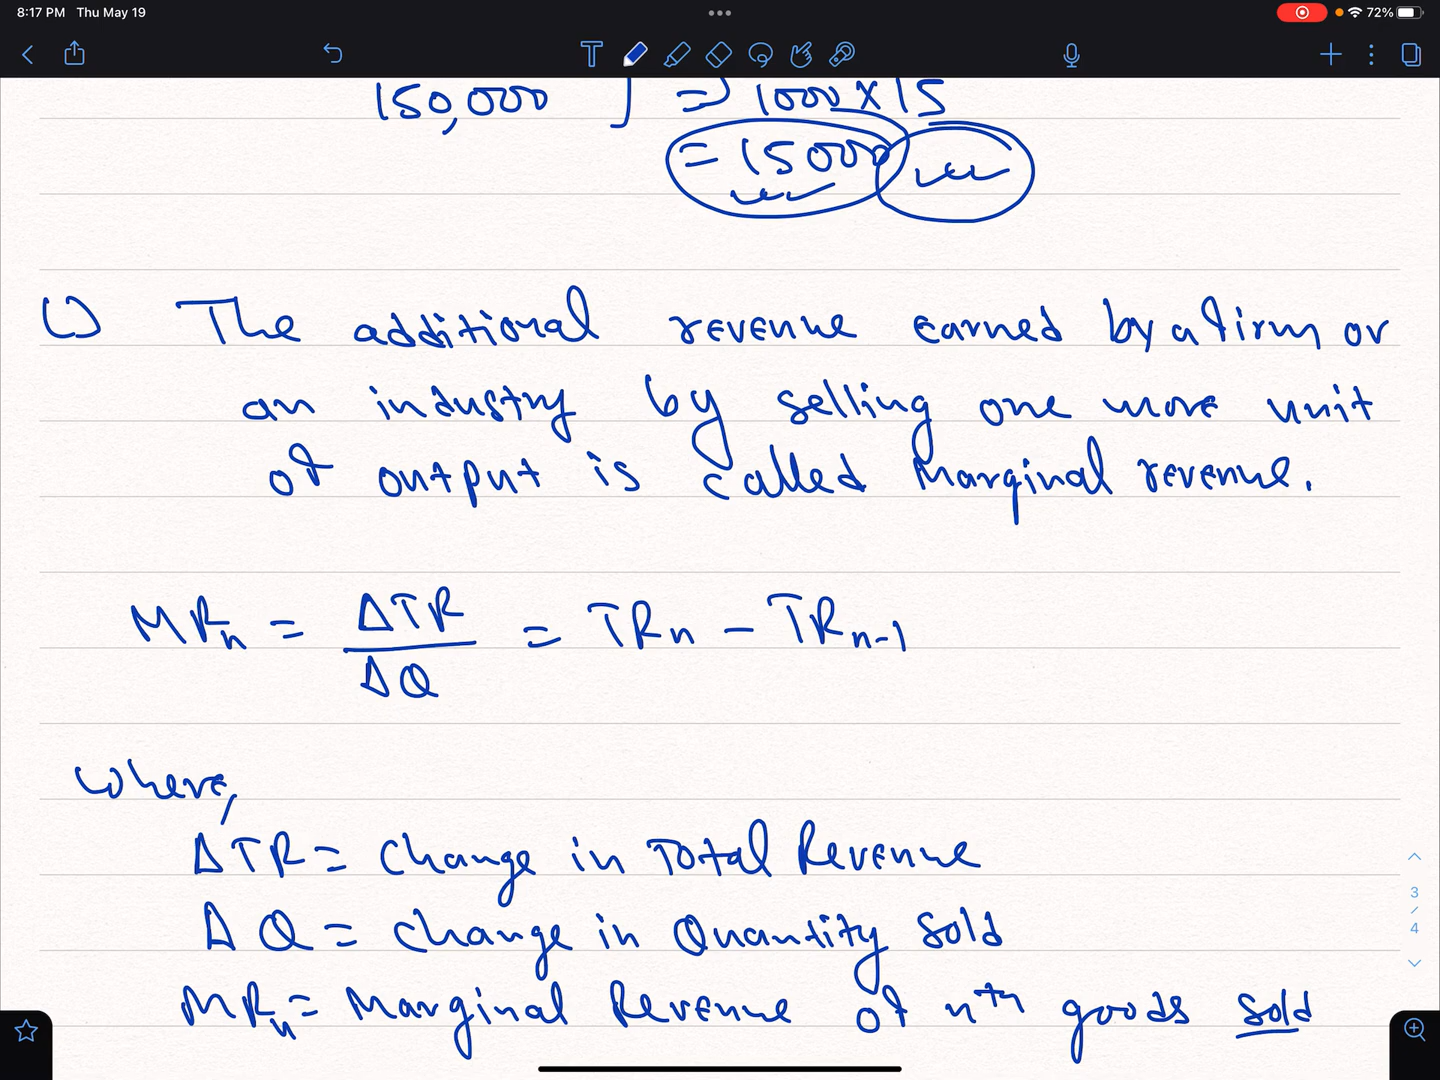 8:17 PM Thu May 19
72%
150,000 ] => 1000 x 15
= 15000
The additional revenue earned by a firm or
an industry by selling one more unit
of output is called Marginal revenue.
MRn = ΔTR/ΔQ = TRn - TRn-1
where,
ΔTR = Change in Total Revenue
ΔQ = Change in Quantity Sold
MRn = Marginal Revenue of nth goods sold
3
/
4